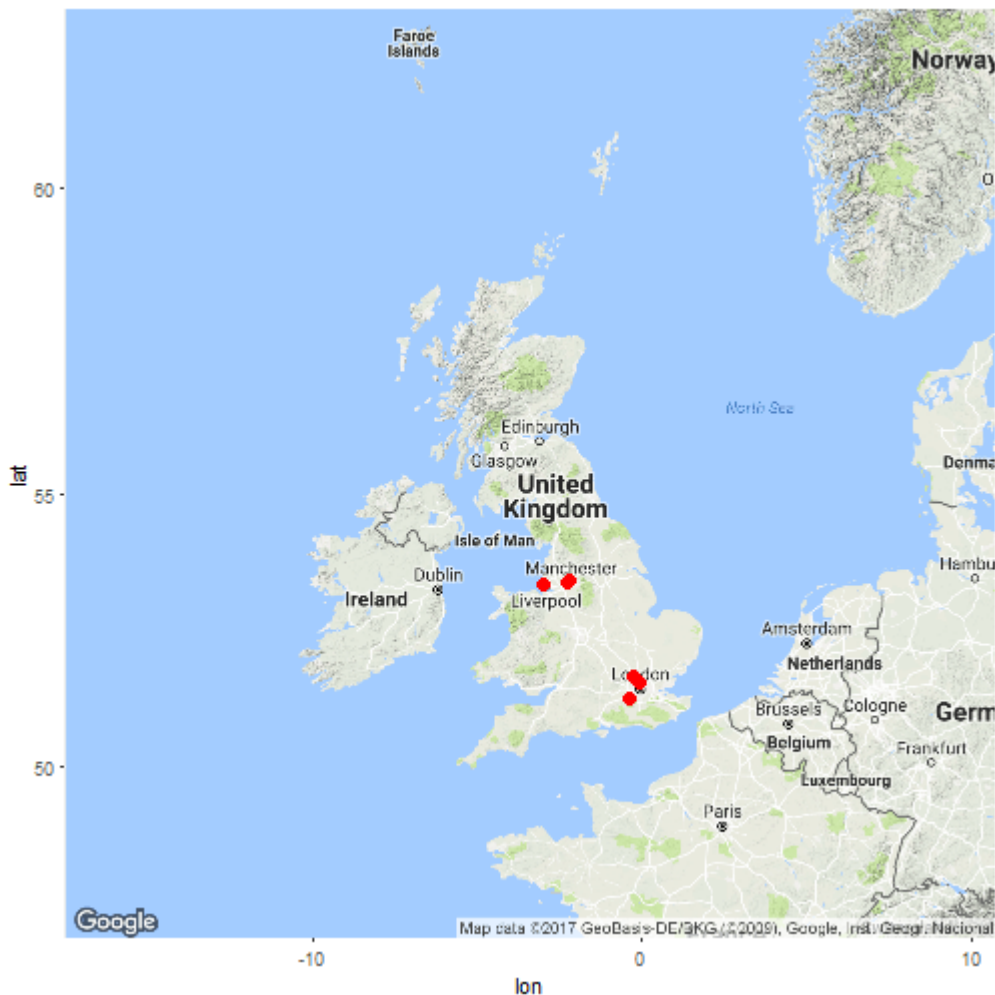 Faroe
Islands
Norway
60
O
North Sea
Edinburgh
Glasgow
United
Kingdom
Denma
55
lat
Isle of Man
Manchester
Hambu
Dublin
Ireland
Liverpool
Amsterdam
Netherlands
London
Brussels
Cologne
Germ
Belgium
Frankfurt
50
Luxembourg
Paris
Google
Map data ©2017 GeoBasis-DE/BKG (©2009), Google, Inst. Geogr. Nacional
-10
0
10
lon